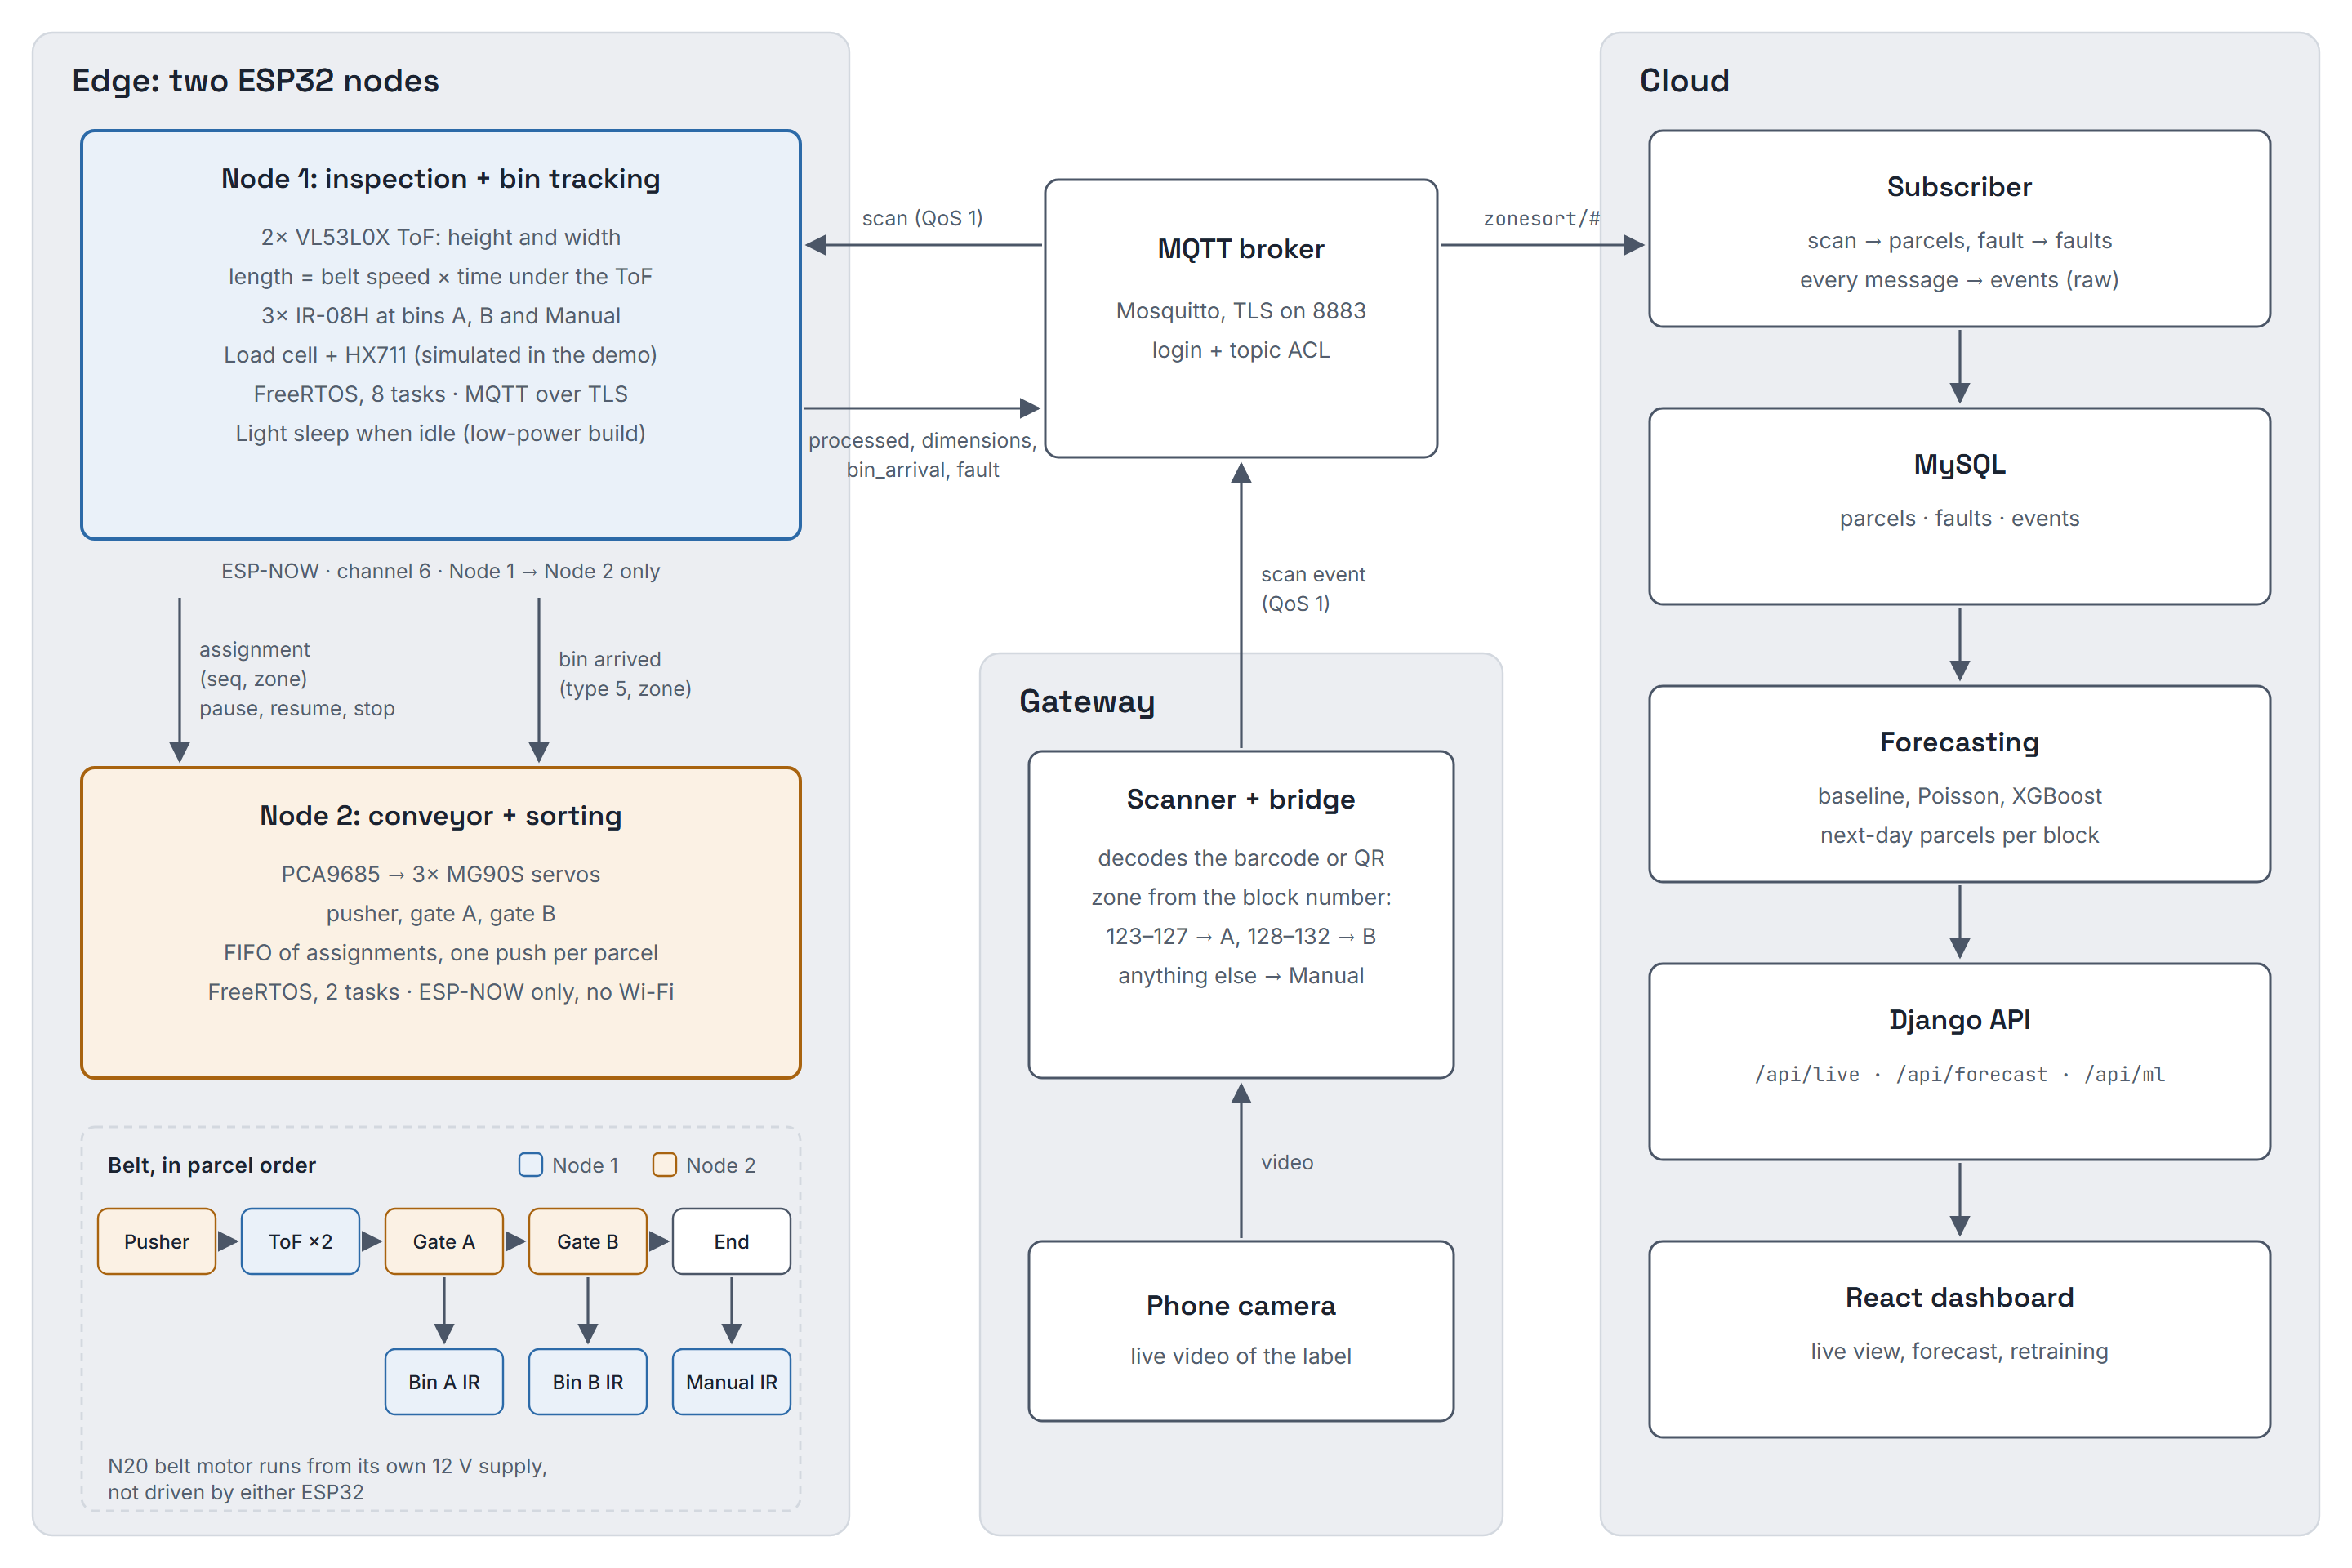 Edge: two ESP32 nodes
Node 1: inspection + bin tracking
2× VL53L0X ToF: height and width
length = belt speed × time under the ToF
3× IR-08H at bins A, B and Manual
Load cell + HX711 (simulated in the demo)
FreeRTOS, 8 tasks · MQTT over TLS
Light sleep when idle (low-power build)
ESP-NOW · channel 6 · Node 1 → Node 2 only
assignment
(seq, zone)
pause, resume, stop
bin arrived
(type 5, zone)
Node 2: conveyor + sorting
PCA9685 → 3× MG90S servos
pusher, gate A, gate B
FIFO of assignments, one push per parcel
FreeRTOS, 2 tasks · ESP-NOW only, no Wi-Fi
Belt, in parcel order
Node 1
Node 2
Pusher
ToF ×2
Gate A
Gate B
End
Bin A IR
Bin B IR
Manual IR
N20 belt motor runs from its own 12 V supply,
not driven by either ESP32
scan (QoS 1)
processed, dimensions,
bin_arrival, fault
MQTT broker
Mosquitto, TLS on 8883
login + topic ACL
zonesort/#
scan event
(QoS 1)
Gateway
Scanner + bridge
decodes the barcode or QR
zone from the block number:
123–127 → A, 128–132 → B
anything else → Manual
video
Phone camera
live video of the label
Cloud
Subscriber
scan → parcels, fault → faults
every message → events (raw)
MySQL
parcels · faults · events
Forecasting
baseline, Poisson, XGBoost
next-day parcels per block
Django API
/api/live · /api/forecast · /api/ml
React dashboard
live view, forecast, retraining